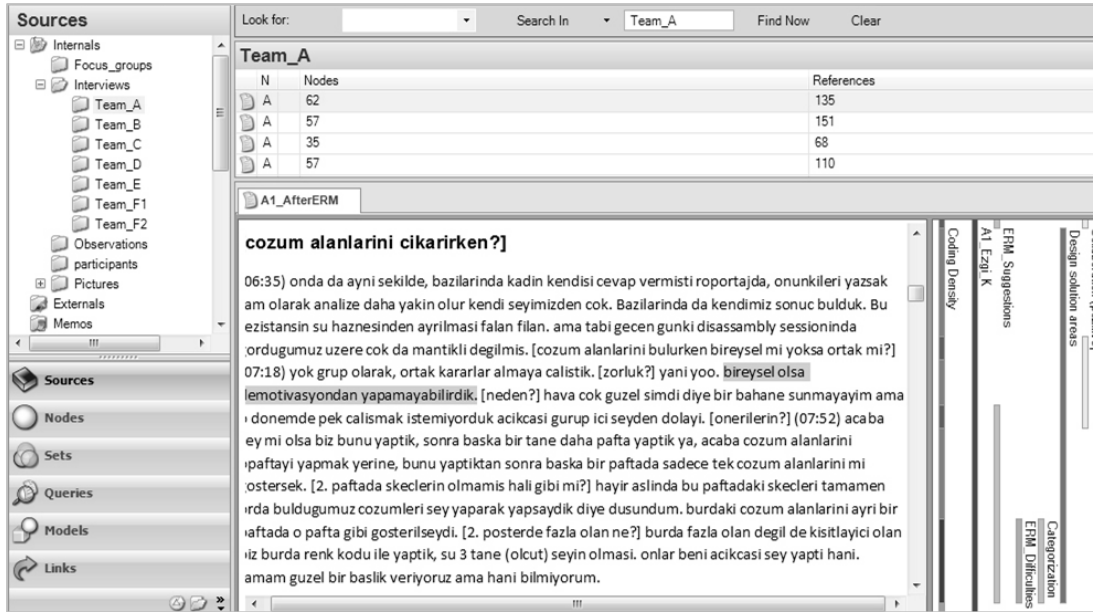 Sources
Internals
Focus_groups
Interviews
Team_A
Team_B
Team_C
Team_D
Team_E
Team_F1
Team_F2
Observations
participants
Pictures
Externals
Memos
Sources
Nodes
Sets
Queries
Models
Links
Look for: Search In Team_A Find Now Clear
Team_A
N Nodes References
A 62 135
A 57 151
A 35 68
A 57 110
A1_AfterERM
cozum alanlarini cikarirken?]
06:35) onda da ayni sekilde, bazilarinda kadin kendisi cevap vermisti roportajda, onunkileri yazsak
am olarak analize daha yakin olur kendi seyimizden cok. Bazilarinda da kendimiz sonuc bulduk. Bu
ezistansin su haznesinden ayrilmasi falan filan. ama tabi gecen gunki disassambly sessioninda
ordugumuz uzere cok da mantikli degilmis. [cozum alanlarini bulurken bireysel mi yoksa ortak mi?]
07:18) yok grup olarak, ortak kararlar almaya calistik. [zorluk?] yani yoo. bireysel olsa
lemotivasyondan yapamayabilirdik. [neden?] hava cok guzel simdi diye bir bahane sunmayayim ama
donemde pek calismak istemiyorduk acikcasi gurup ici seyden dolayi. [onerilerin?] (07:52) acaba
ey mi olsa biz bunu yaptik, sonra baska bir tane daha pafta yaptik ya, acaba cozum alanlarini
paftayi yapmak yerine, bunu yaptiktan sonra baska bir paftada sadece tek cozum alanlarini mi
ostersek. [2. paftada skeclerin olmamis hali gibi mi?] hayir aslinda bu paftadaki skecleri tamamen
rda buldugumuz cozumleri sey yaparak yapsaydik diye dusundum. burdaki cozum alanlarini ayri bir
aftada o pafta gibi gosterilseydi. [2. posterde fazla olan ne?] burda fazla olan degil de kisitlayici olan
iz burda renk kodu ile yaptik, su 3 tane (olcut) seyin olmasi. onlar beni acikcasi sey yapti hani.
amam guzel bir baslik veriyoruz ama hani bilmiyorum.
Coding Density
A1_Ezgi_K
ERM_Suggestions
ERM_Difficulties
Categorization
Design solution areas